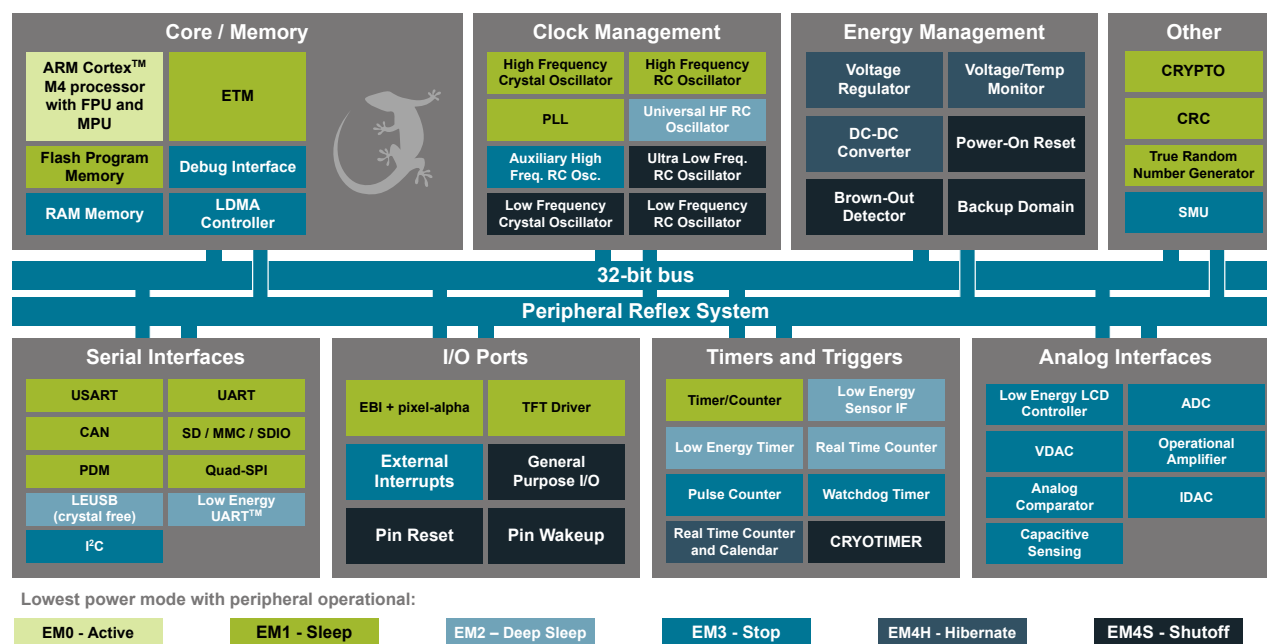 Core / Memory
ARM Cortex™
M4 processor
with FPU and
MPU
ETM
Flash Program
Memory
Debug Interface
RAM Memory
LDMA
Controller
Clock Management
High Frequency
Crystal Oscillator
High Frequency
RC Oscillator
PLL
Universal HF RC
Oscillator
Auxiliary High
Freq. RC Osc.
Ultra Low Freq.
RC Oscillator
Low Frequency
Crystal Oscillator
Low Frequency
RC Oscillator
Energy Management
Voltage
Regulator
Voltage/Temp
Monitor
DC-DC
Converter
Power-On Reset
Brown-Out
Detector
Backup Domain
Other
CRYPTO
CRC
True Random
Number Generator
SMU
32-bit bus
Peripheral Reflex System
Serial Interfaces
USART
UART
CAN
SD / MMC / SDIO
PDM
Quad-SPI
LEUSB
(crystal free)
Low Energy
UART™
I²C
I/O Ports
EBI + pixel-alpha
TFT Driver
External
Interrupts
General
Purpose I/O
Pin Reset
Pin Wakeup
Timers and Triggers
Timer/Counter
Low Energy
Sensor IF
Low Energy Timer
Real Time Counter
Pulse Counter
Watchdog Timer
Real Time Counter
and Calendar
CRYOTIMER
Analog Interfaces
Low Energy LCD
Controller
ADC
VDAC
Operational
Amplifier
Analog
Comparator
IDAC
Capacitive
Sensing
Lowest power mode with peripheral operational:
EM0 - Active
EM1 - Sleep
EM2 – Deep Sleep
EM3 - Stop
EM4H - Hibernate
EM4S - Shutoff